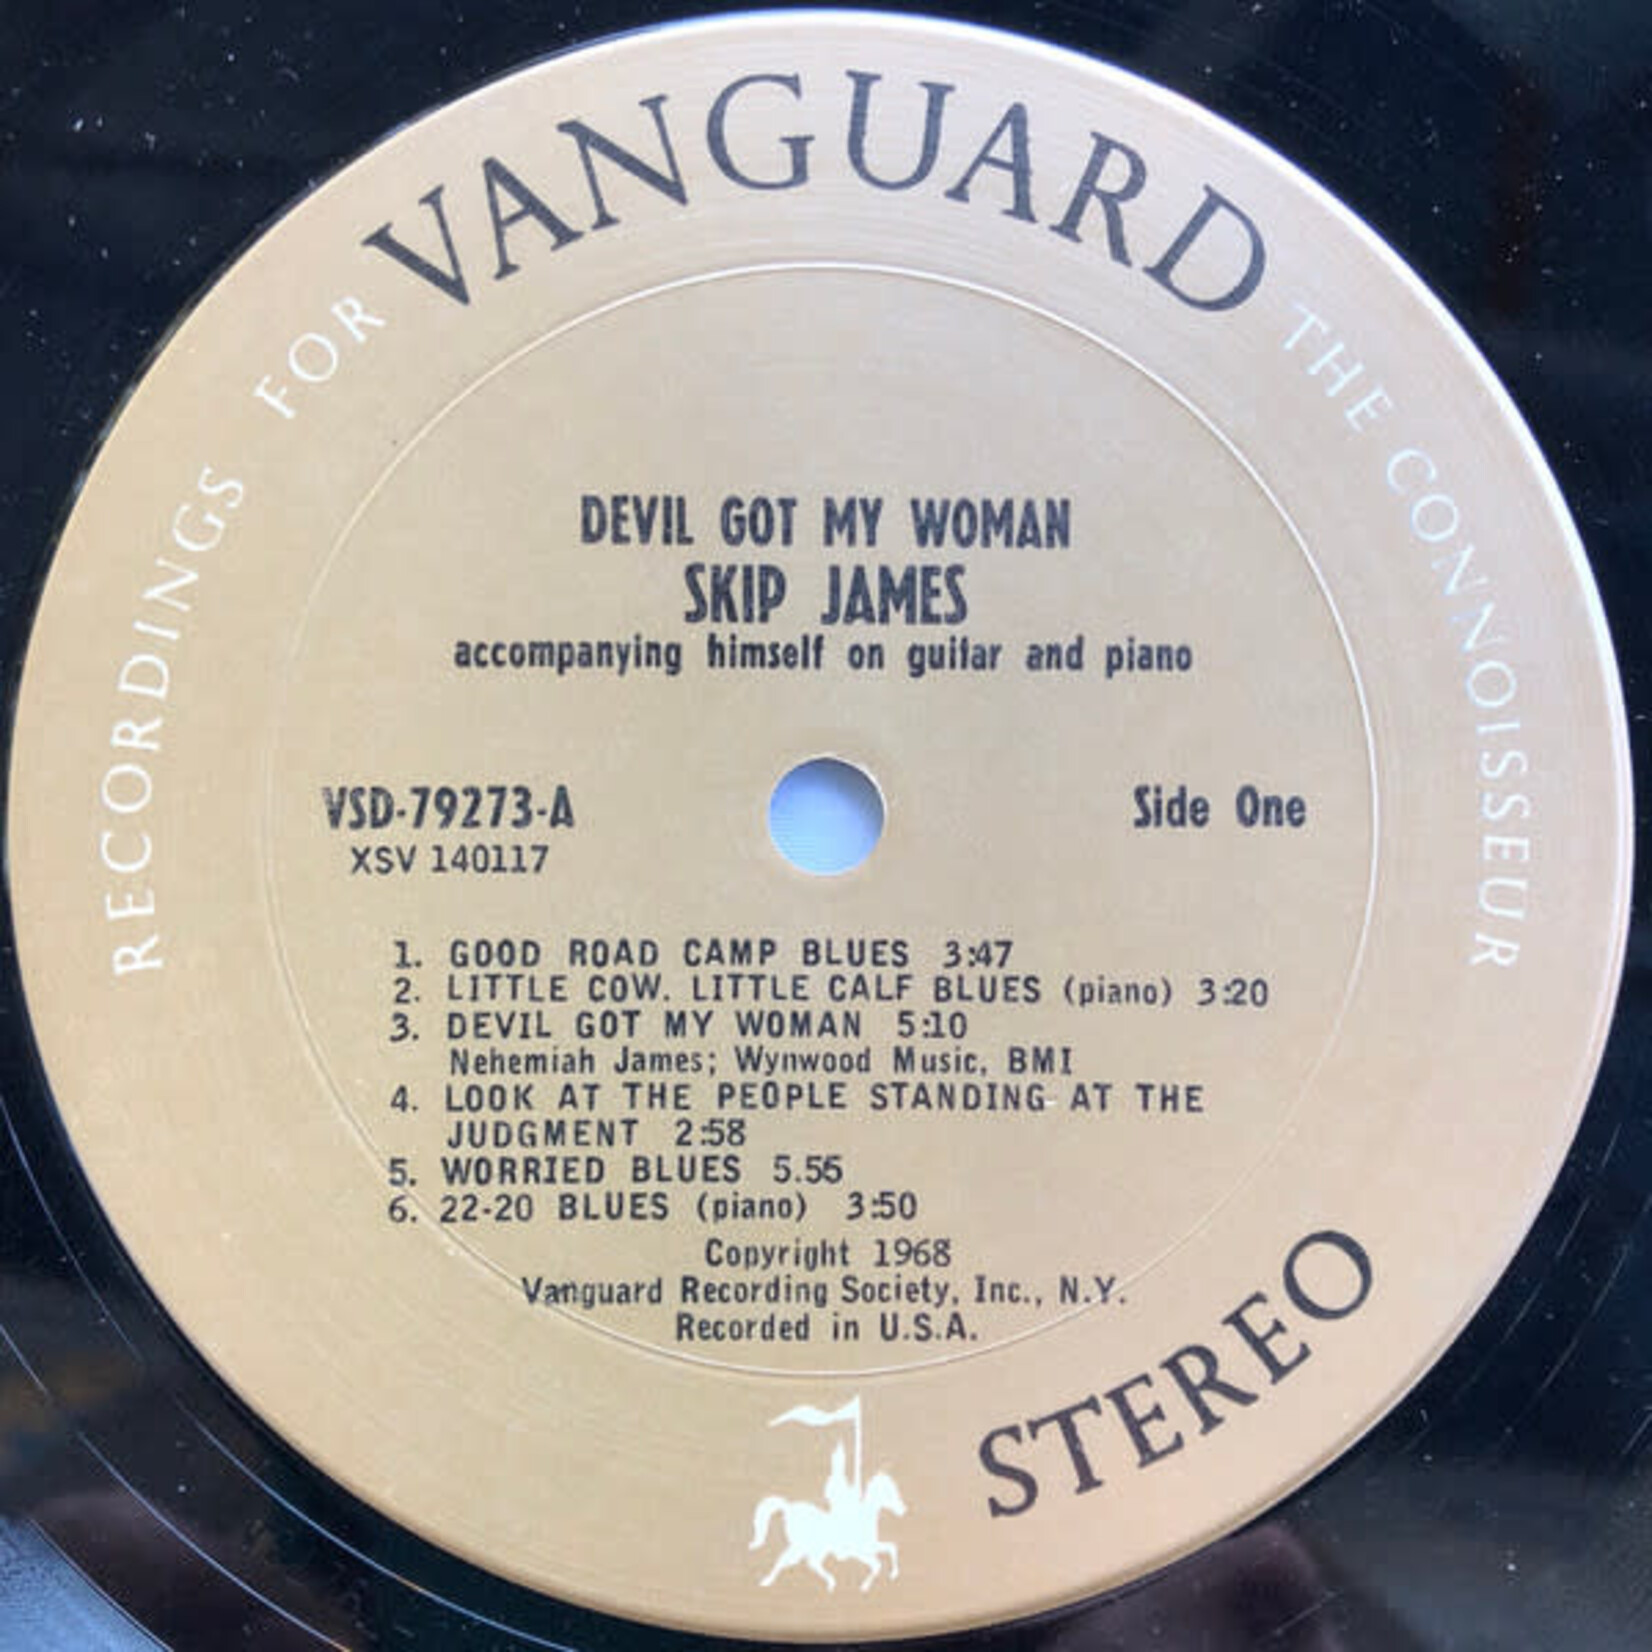 RECORDINGS FOR VANGUARD THE CONNOISSEUR
DEVIL GOT MY WOMAN
SKIP JAMES
accompanying himself on guitar and piano
VSD-79273-A
XSV 140117
Side One
1. GOOD ROAD CAMP BLUES 3:47
2. LITTLE COW. LITTLE CALF BLUES (piano) 3:20
3. DEVIL GOT MY WOMAN 5:10
Nehemiah James; Wynwood Music, BMI
4. LOOK AT THE PEOPLE STANDING AT THE
JUDGMENT 2:58
5. WORRIED BLUES 5.55
6. 22-20 BLUES (piano) 3:50
Copyright 1968
Vanguard Recording Society, Inc., N.Y.
Recorded in U.S.A.
STEREO